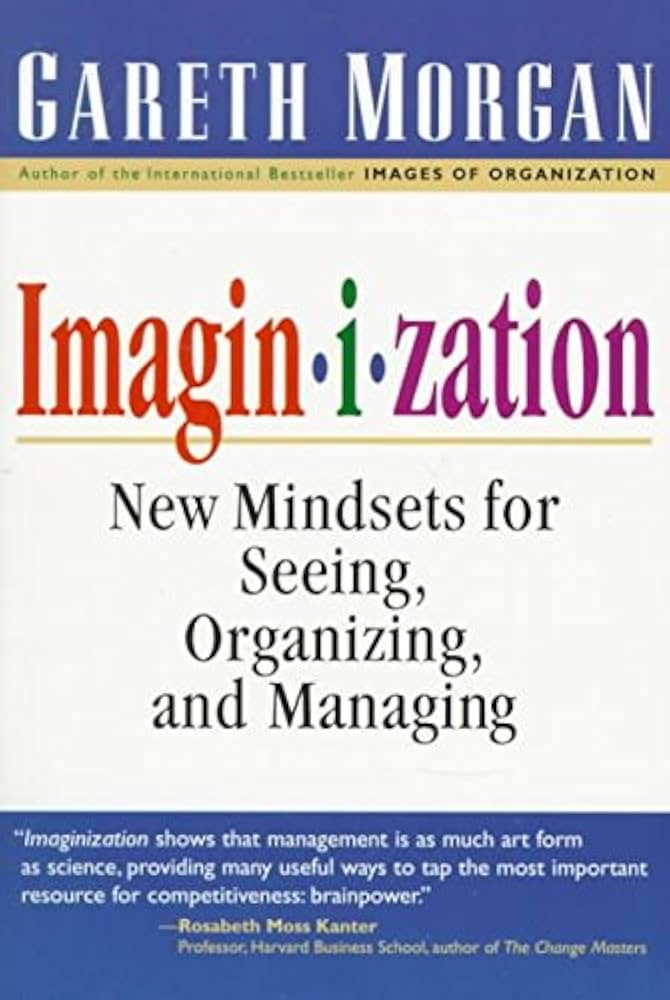 GARETH MORGAN
Author of the International Bestseller IMAGES OF ORGANIZATION
Imagin·i·zation
New Mindsets for
Seeing,
Organizing,
and Managing
“Imaginization shows that management is as much art form
as science, providing many useful ways to tap the most important
resource for competitiveness: brainpower.”
—Rosabeth Moss Kanter
Professor, Harvard Business School, author of The Change Masters